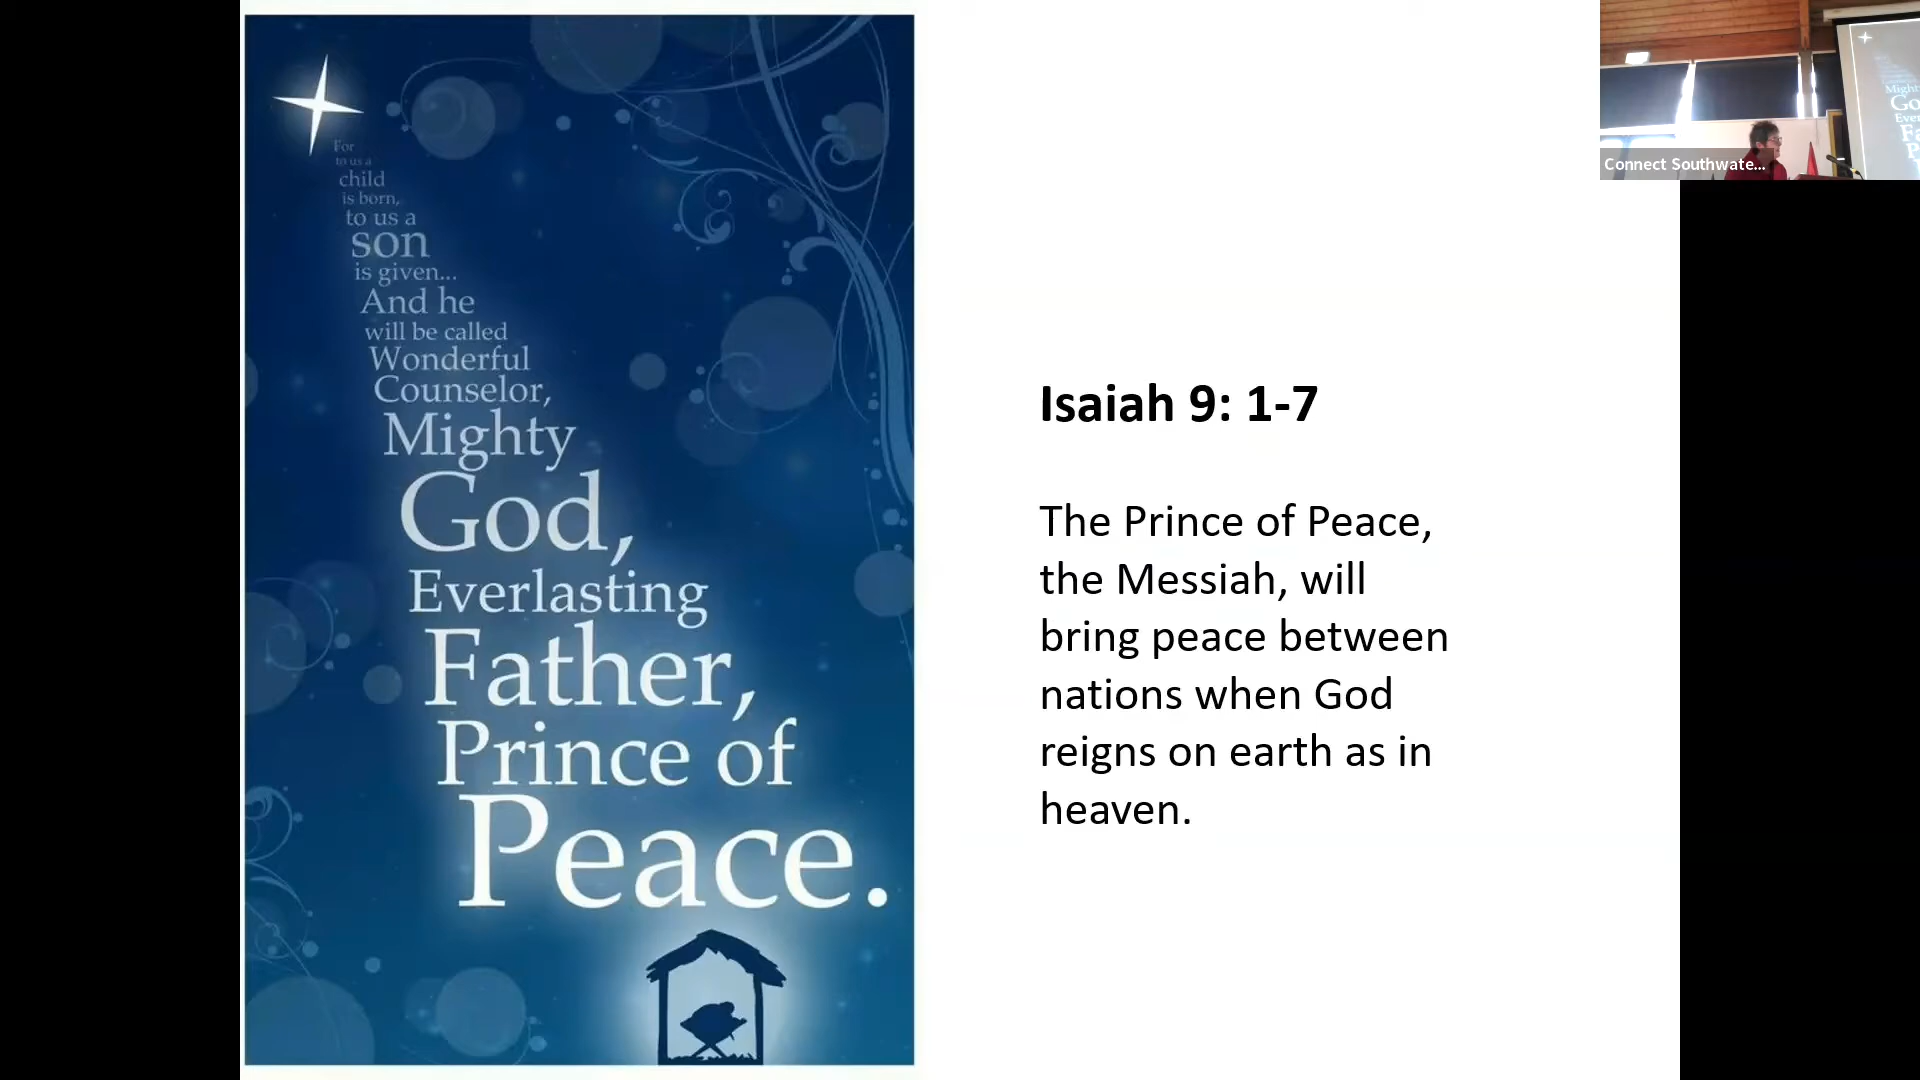 For
to us a
child
is born,
to us a
son
is given...
And he
will be called
Wonderful
Counselor,
Mighty
God,
Everlasting
Father,
Prince of
Peace.
Isaiah 9: 1-7
The Prince of Peace,
the Messiah, will
bring peace between
nations when God
reigns on earth as in
heaven.
Connect Southwate...